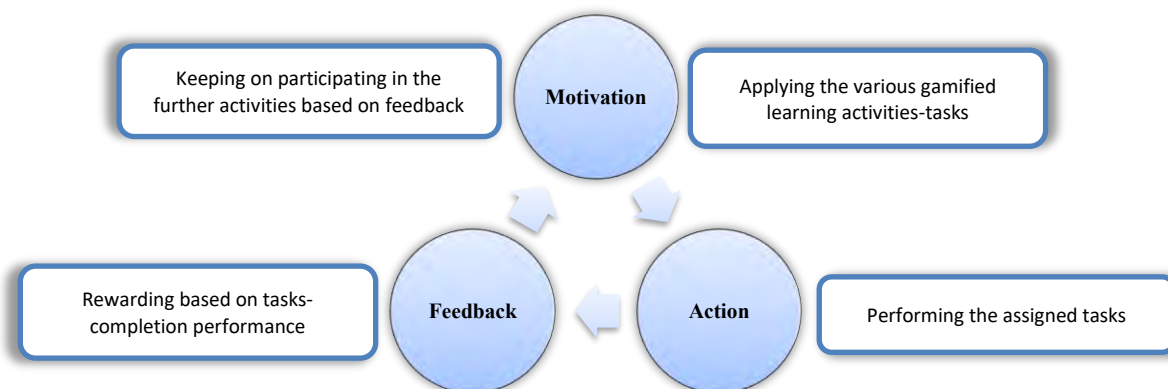 Keeping on participating in the
further activities based on feedback
Motivation
Applying the various gamified
learning activities-tasks
Rewarding based on tasks-
completion performance
Feedback
Action
Performing the assigned tasks